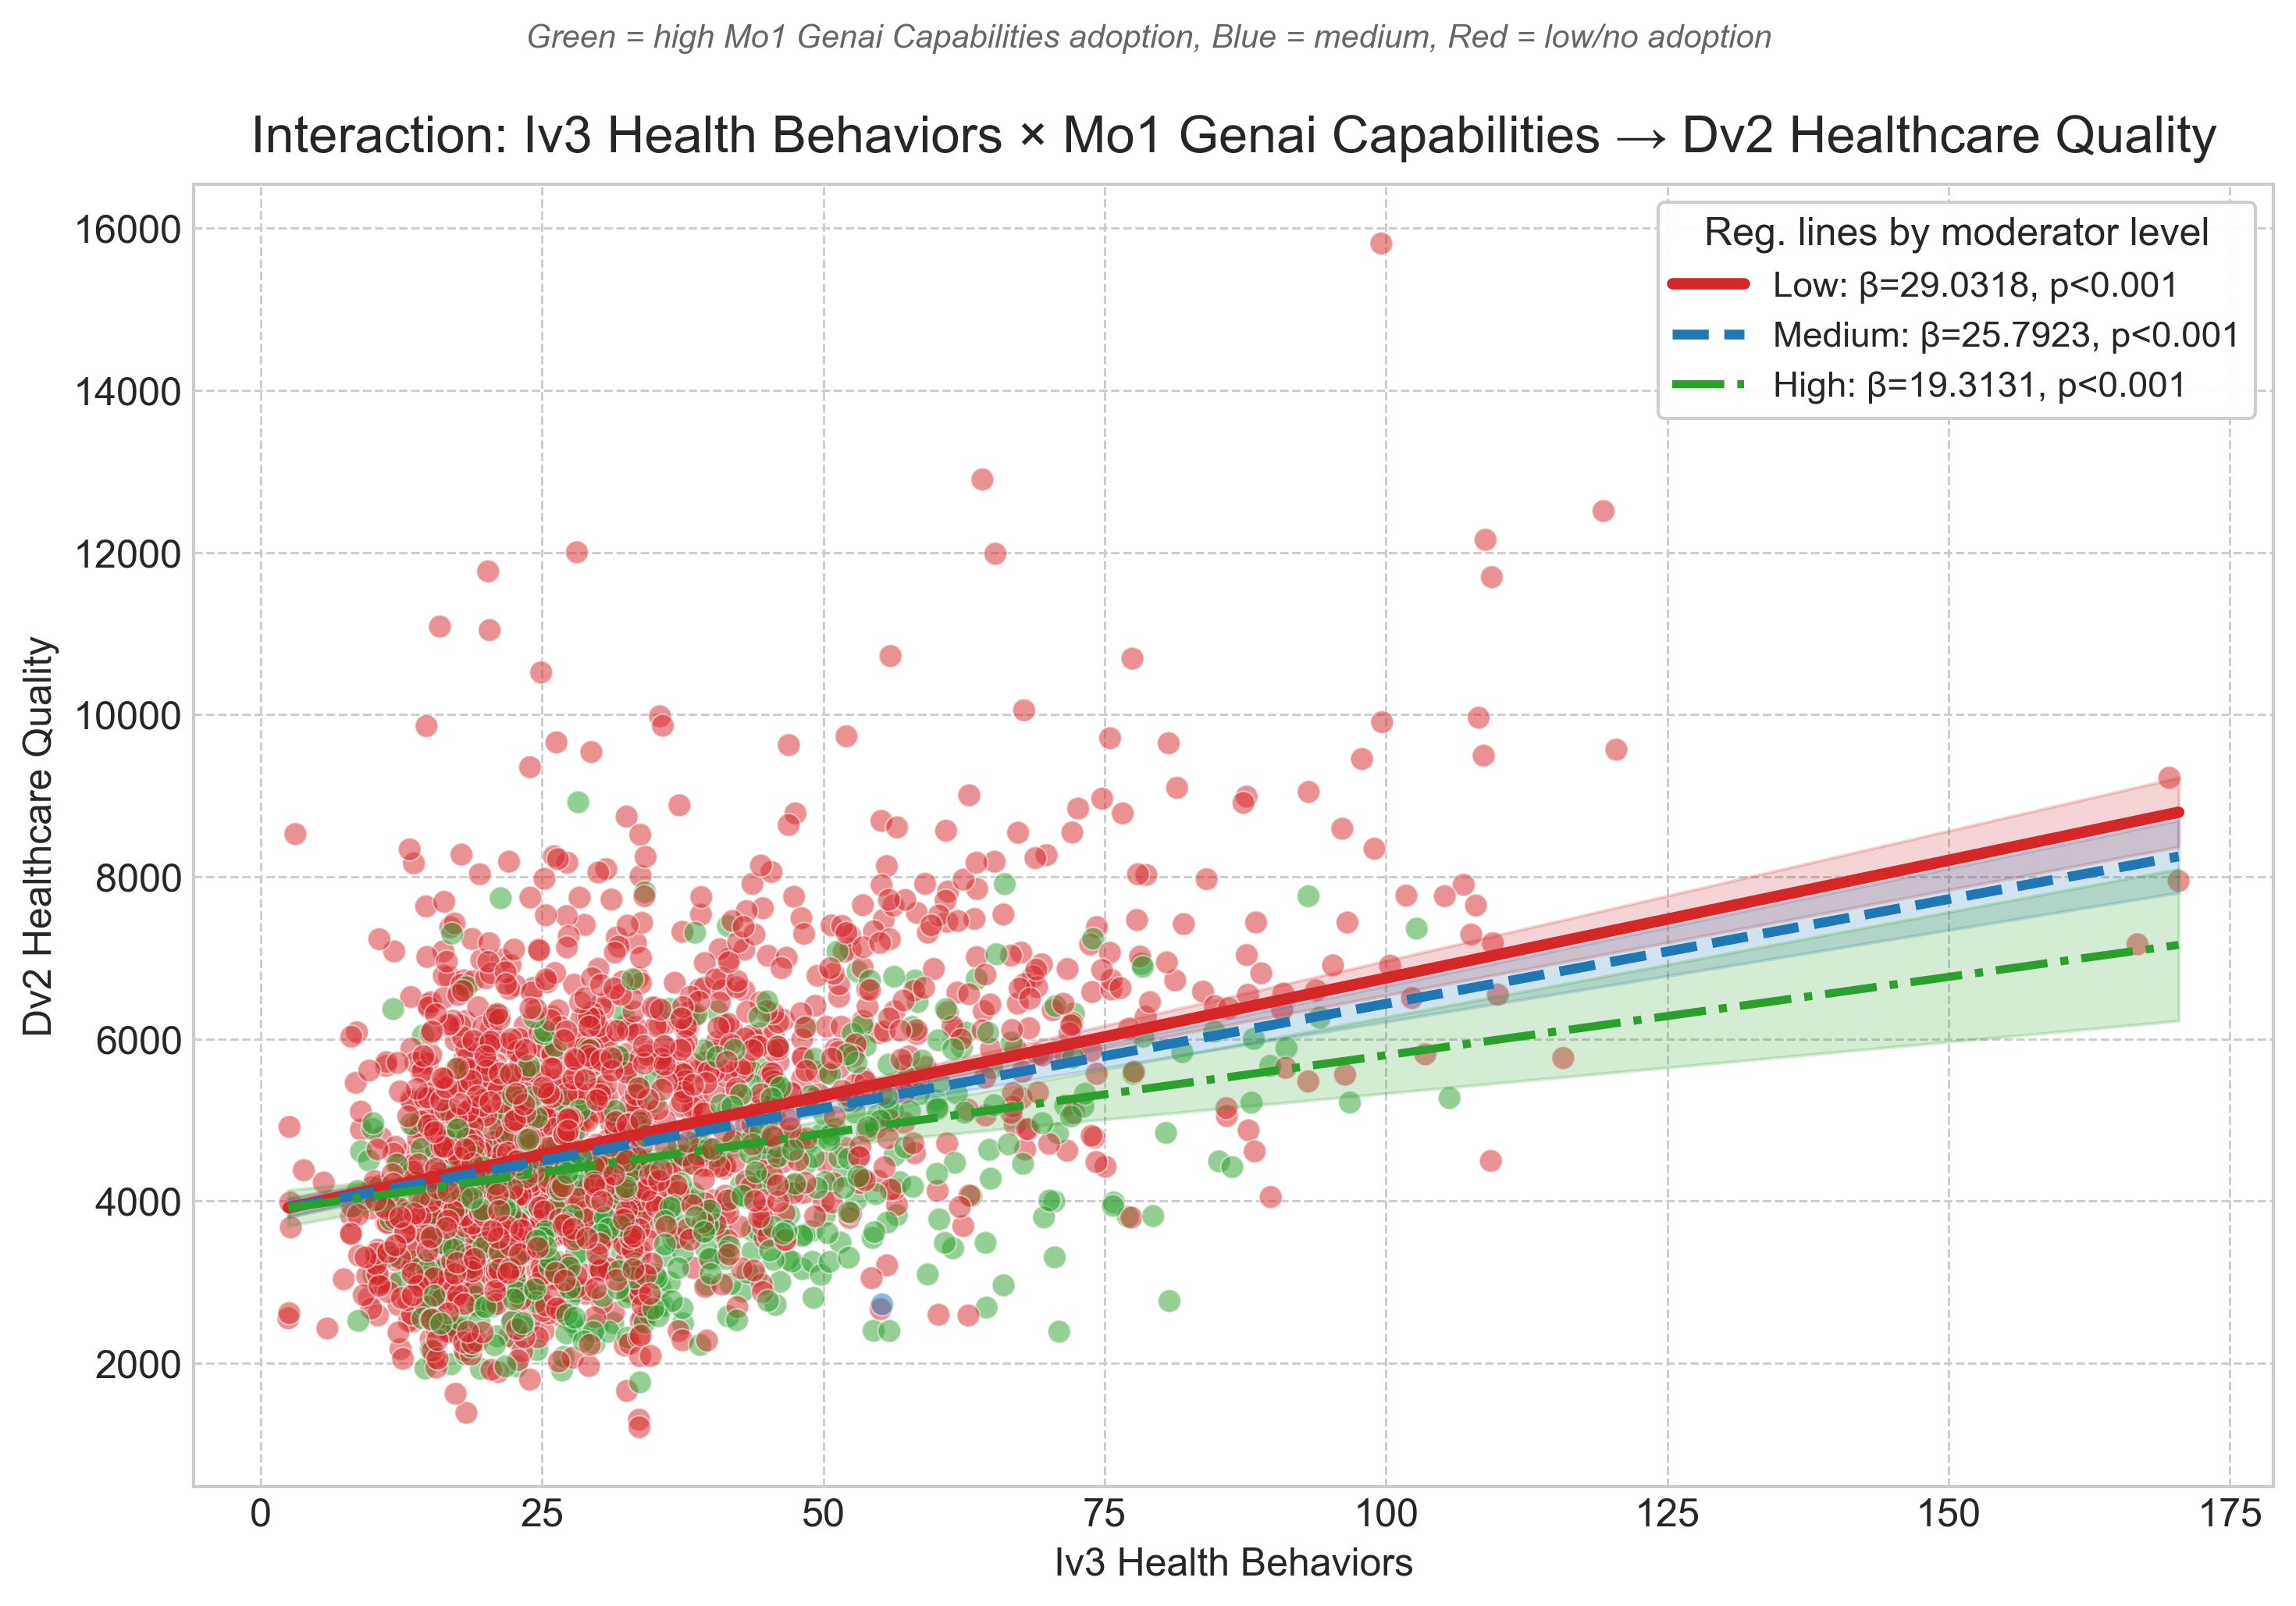 Green = high Mo1 Genai Capabilities adoption, Blue = medium, Red = low/no adoption
Interaction: Iv3 Health Behaviors × Mo1 Genai Capabilities → Dv2 Healthcare Quality
Reg. lines by moderator level
Low: β=29.0318, p<0.001
Medium: β=25.7923, p<0.001
High: β=19.3131, p<0.001
Dv2 Healthcare Quality
16000
14000
12000
10000
8000
6000
4000
2000
0 25 50 75 100 125 150 175
Iv3 Health Behaviors